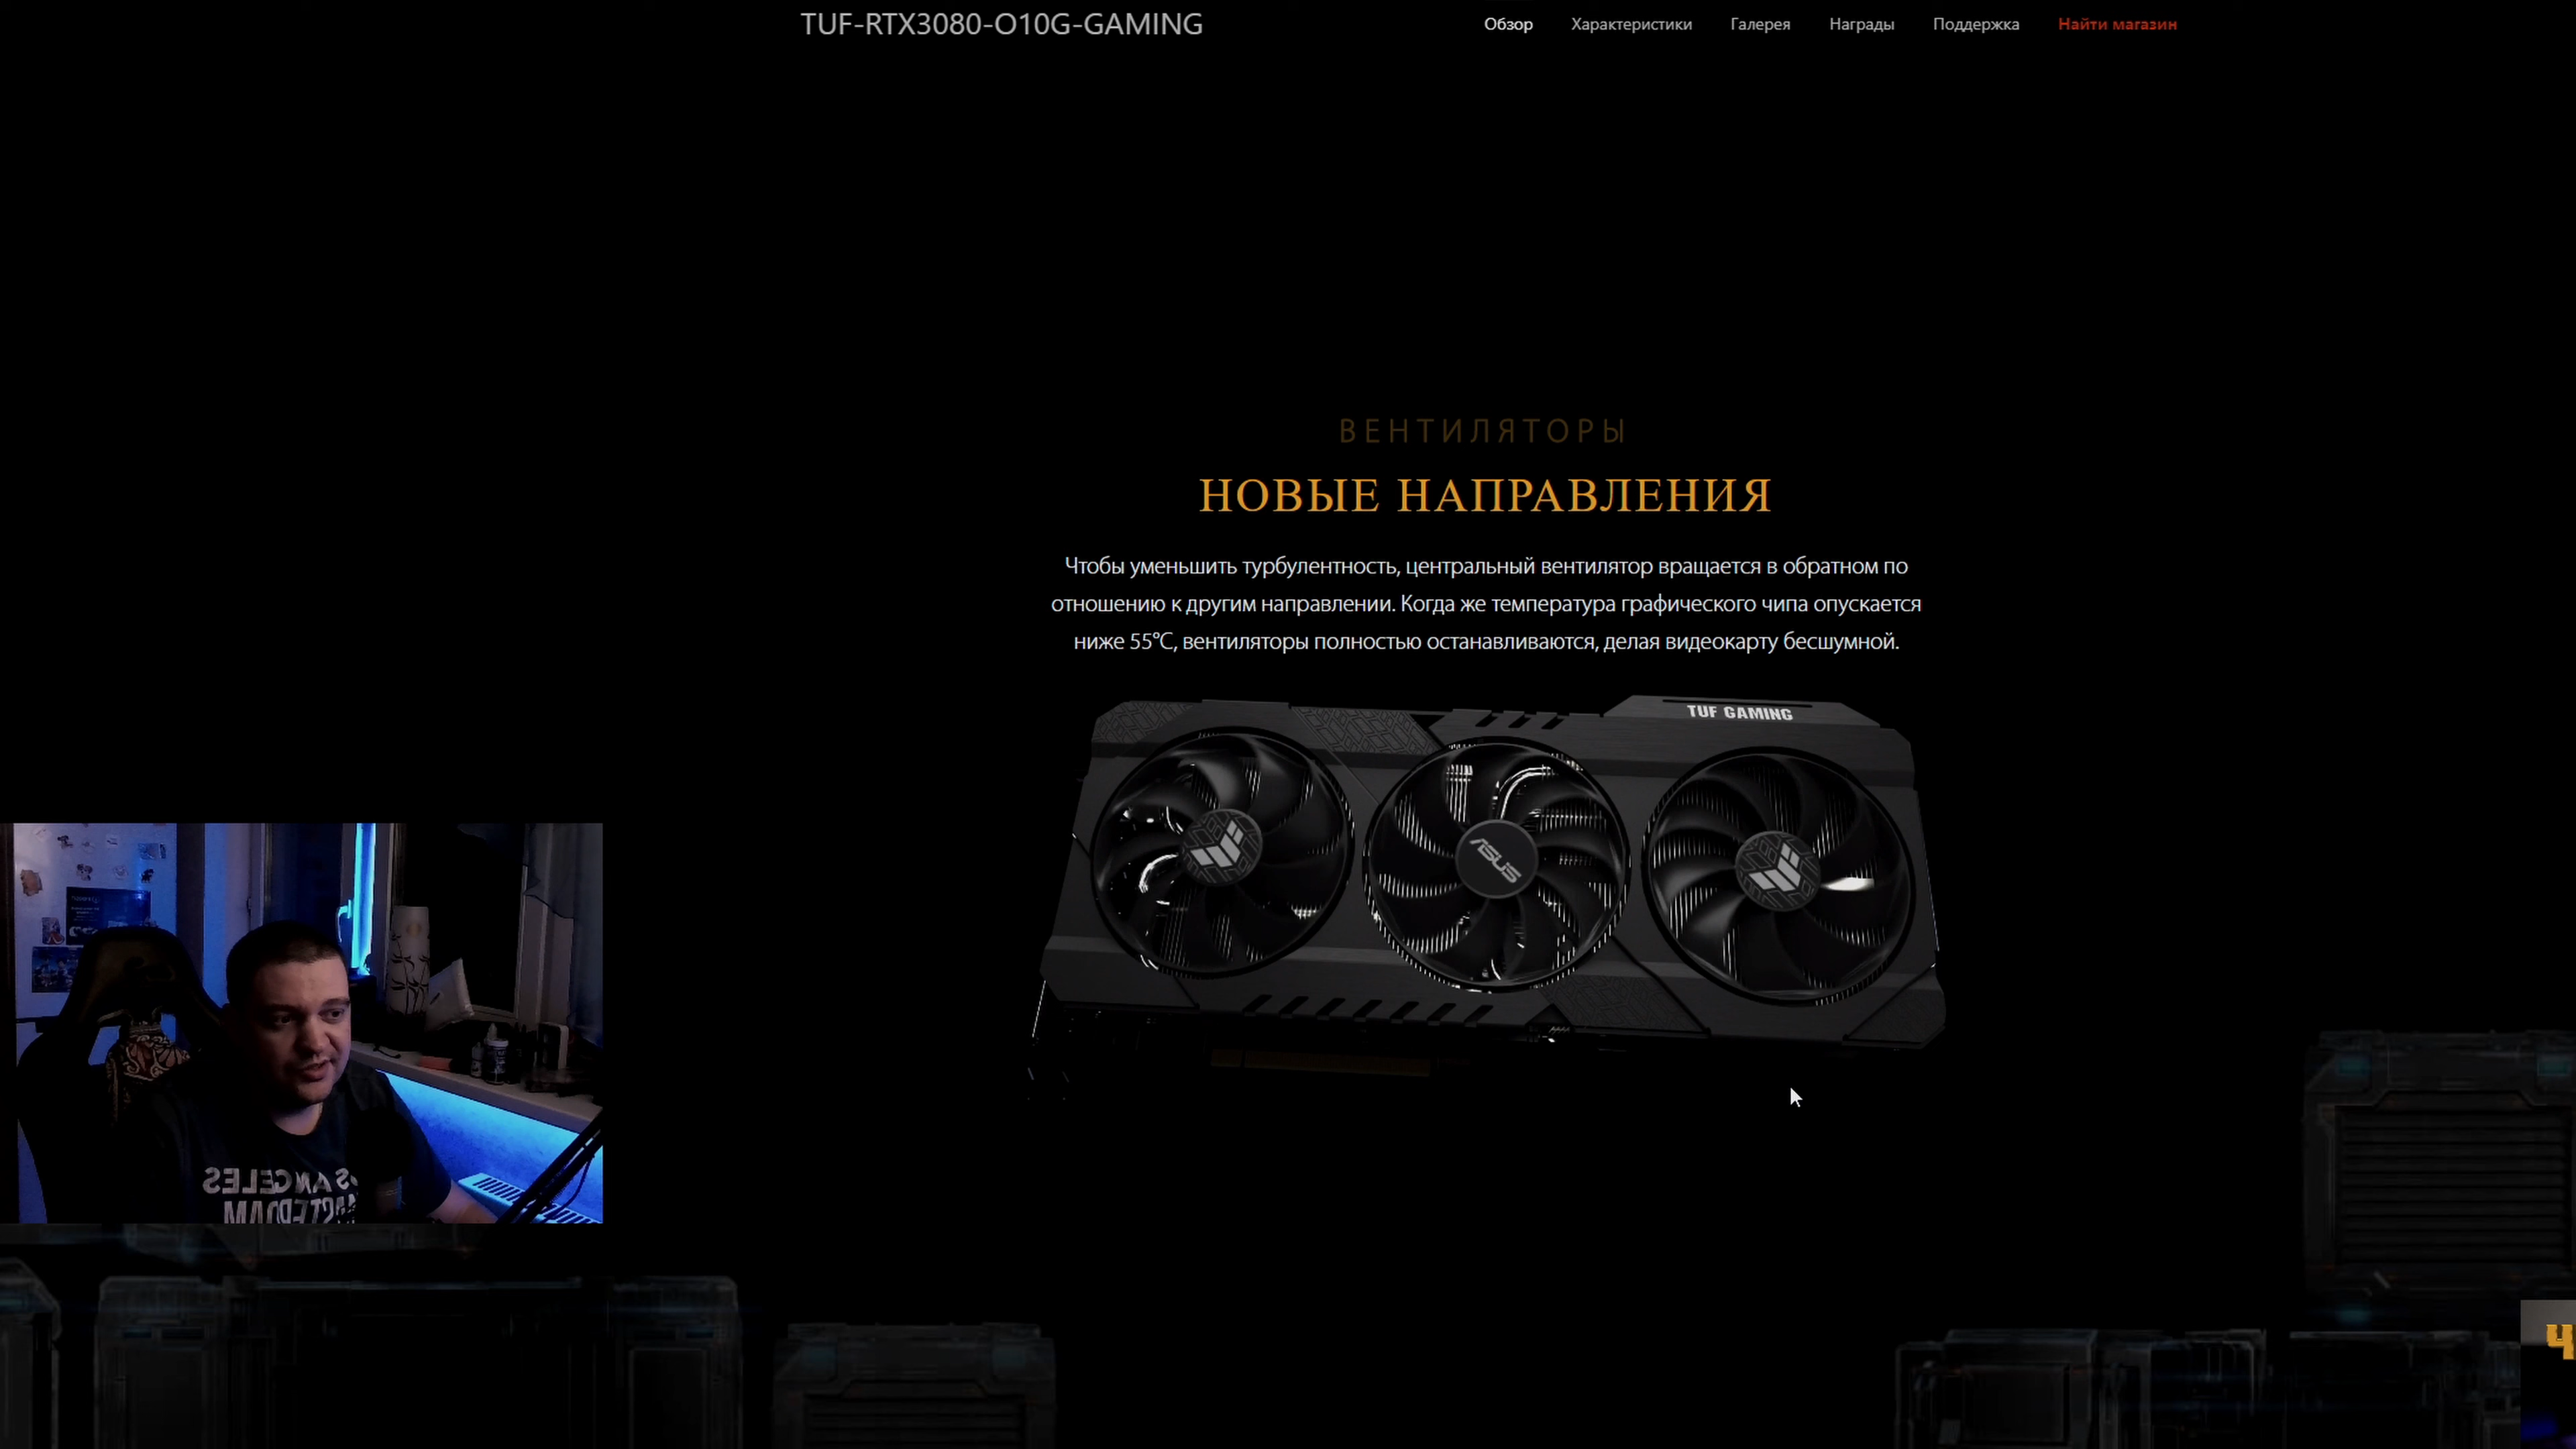 TUF-RTX3080-O10G-GAMING
Обзор Характеристики Галерея Награды Поддержка Найти магазин
ВЕНТИЛЯТОРЫ
НОВЫЕ НАПРАВЛЕНИЯ
Чтобы уменьшить турбулентность, центральный вентилятор вращается в обратном по
отношению к другим направлении. Когда же температура графического чипа опускается
ниже 55°C, вентиляторы полностью останавливаются, делая видеокарту бесшумной.
TUF GAMING
ASUS
ANGELES
Ч